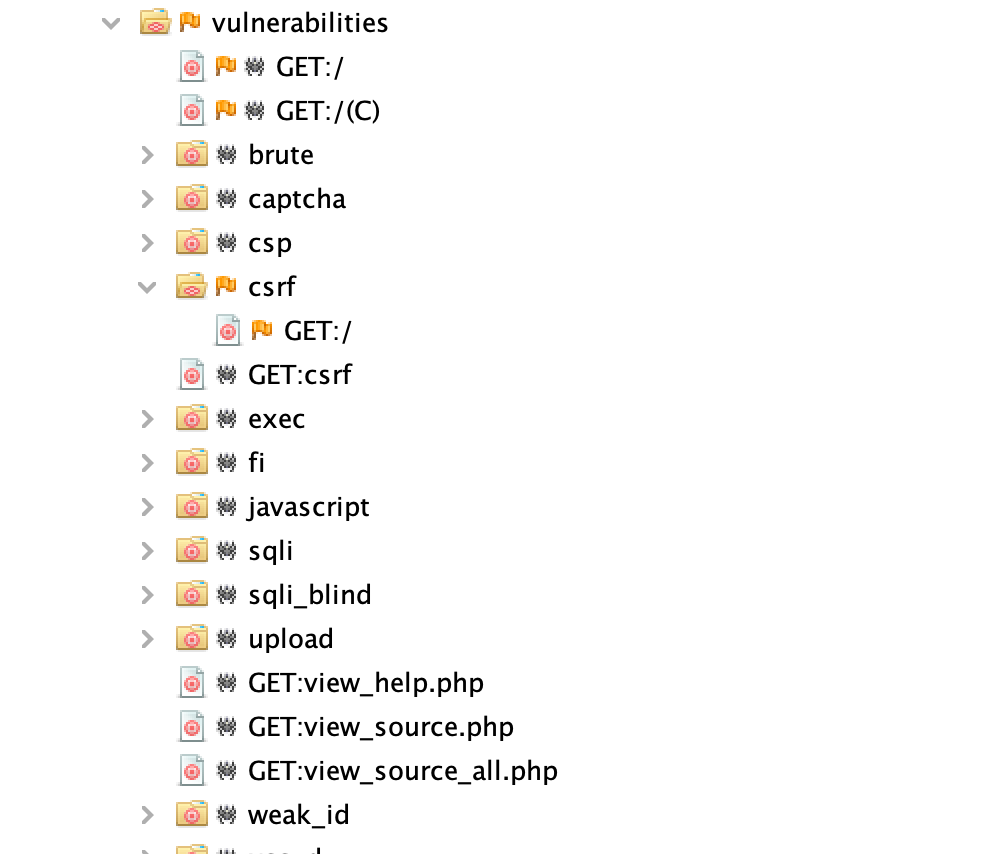 vulnerabilities
GET:/
GET:/(C)
brute
captcha
csp
csrf
GET:/
GET:csrf
exec
fi
javascript
sqli
sqli_blind
upload
GET:view_help.php
GET:view_source.php
GET:view_source_all.php
weak_id